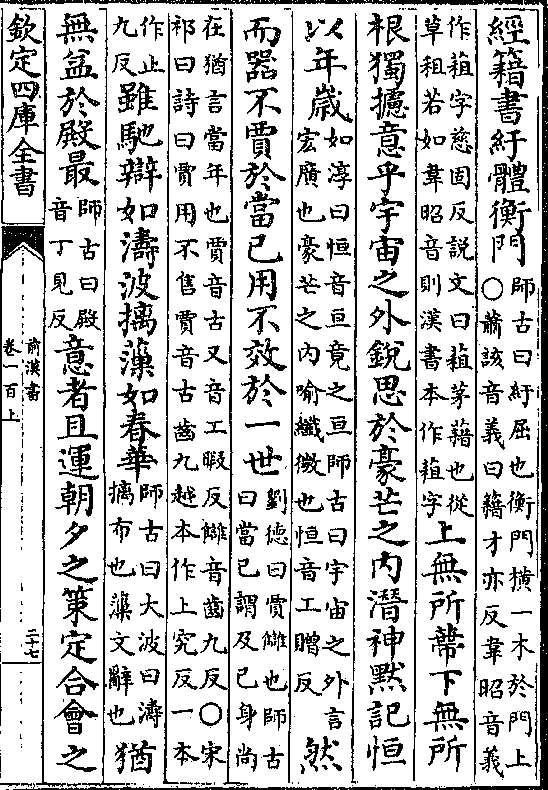 經籍書紆體衡門師古曰紆屈也衡門橫一木於門上〇蕭該音義曰籍才亦反韋昭音義
作葅字慈固反説文曰葅茅藉也從草租若如韋昭音則漢書本作葅字上無所蔕下無所
根獨攄意乎宇宙之外銳思於豪芒之内潛神默記恒
以年歲如淳曰恒音亘竟之亘師古曰宇宙之外言宏廣也豪芒之内喻纖微也恒音工贈反然
而器不賈於當已用不效於一世劉德曰賈讎也師古曰當已謂及已身尚
在猶言當年也賈音古又音工暇反讎音齒九反〇宋祁曰詩曰賈用不售賈音古齒九越本作上究反一本
作止九反雖馳辯如濤波摛藻如春華師古曰大波曰濤摛布也藻文辭也猶
無益於殿最師古曰殿音丁見反意者且運朝夕之策定合會之
欽定四庫全書
前漢書
卷一百上
二十七